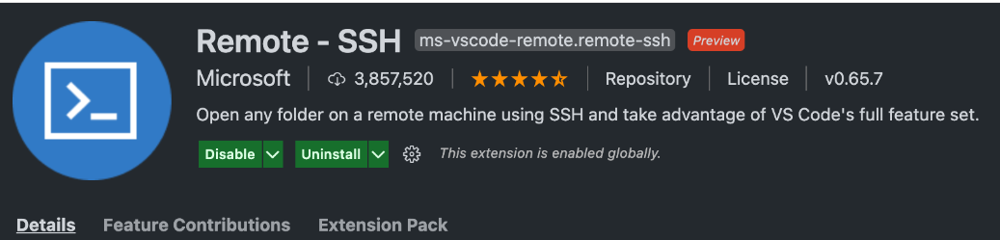 Remote - SSH ms-vscode-remote.remote-ssh Preview
Microsoft 3,857,520 Repository License v0.65.7
Open any folder on a remote machine using SSH and take advantage of VS Code's full feature set.
Disable Uninstall This extension is enabled globally.
Details Feature Contributions Extension Pack